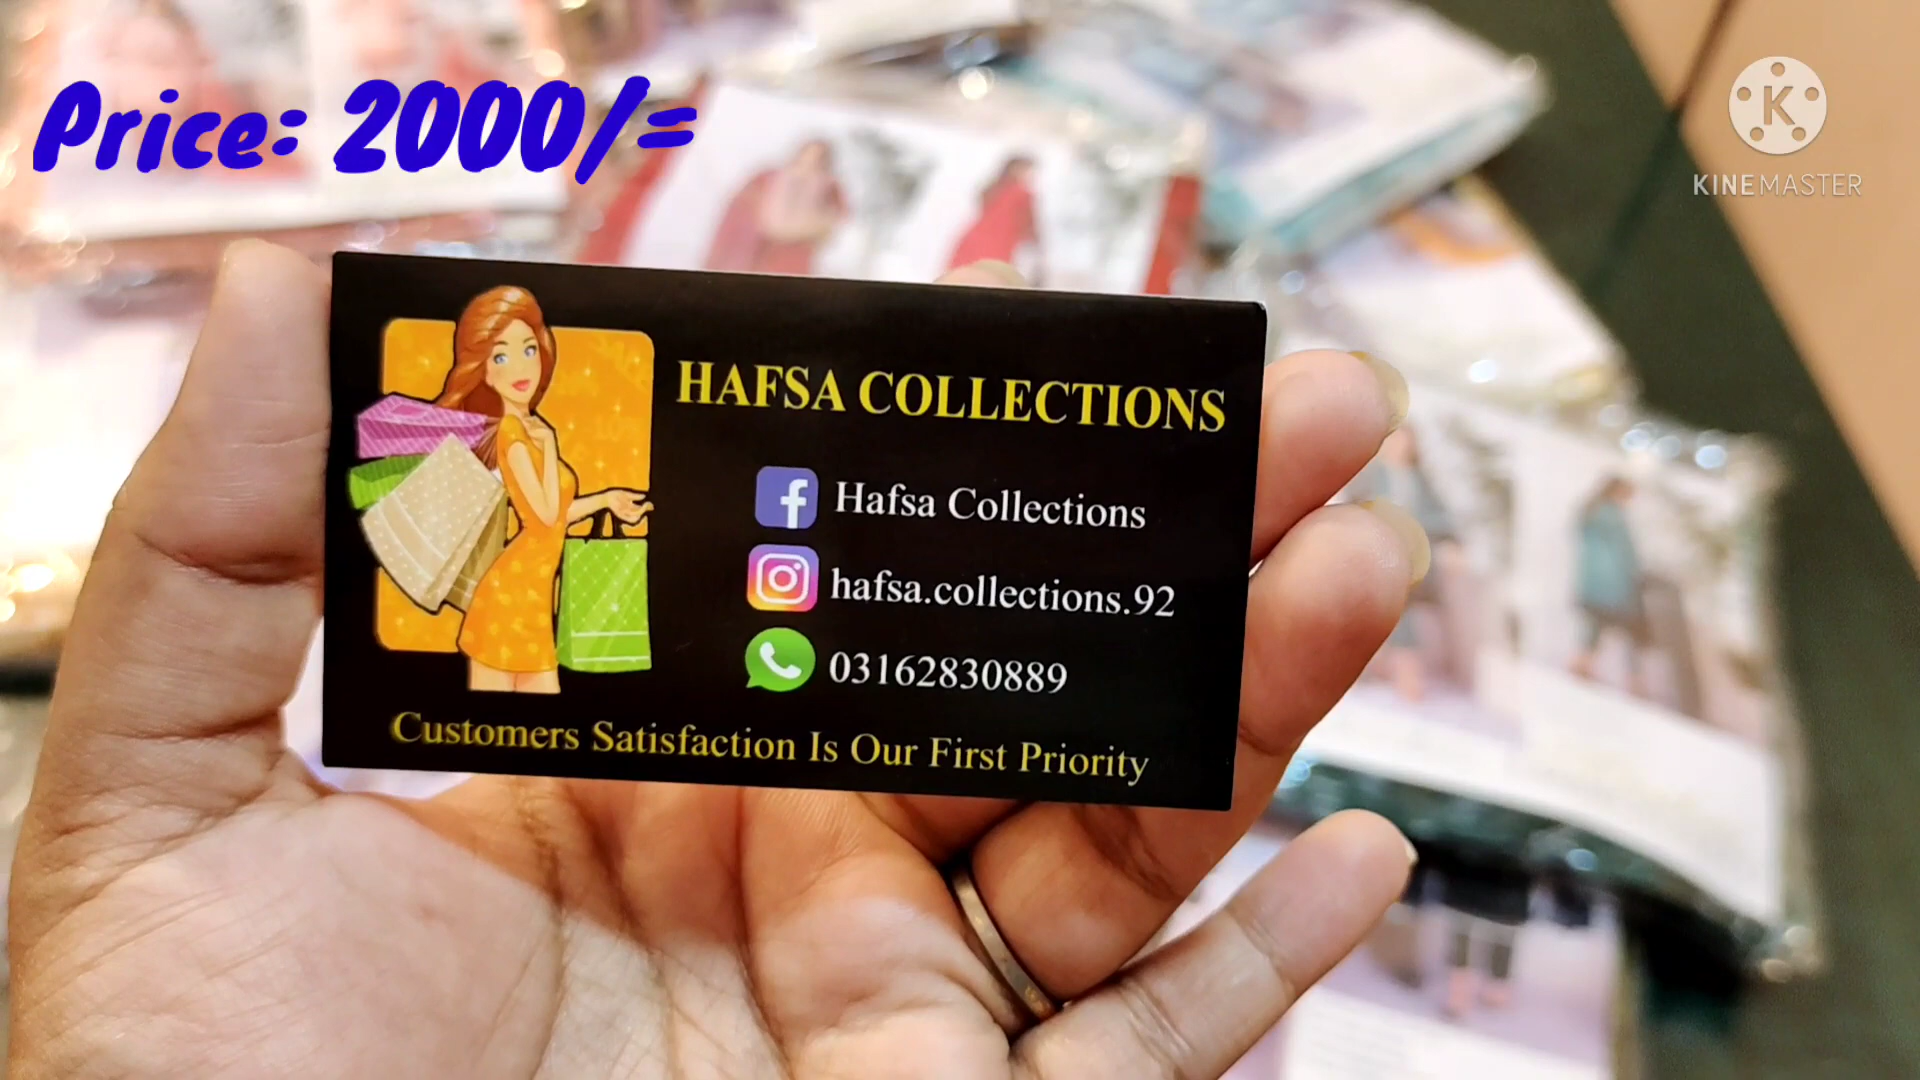 Price: 2000/=
KINEMASTER
HAFSA COLLECTIONS
Hafsa Collections
hafsa.collections.92
03162830889
Customers Satisfaction Is Our First Priority